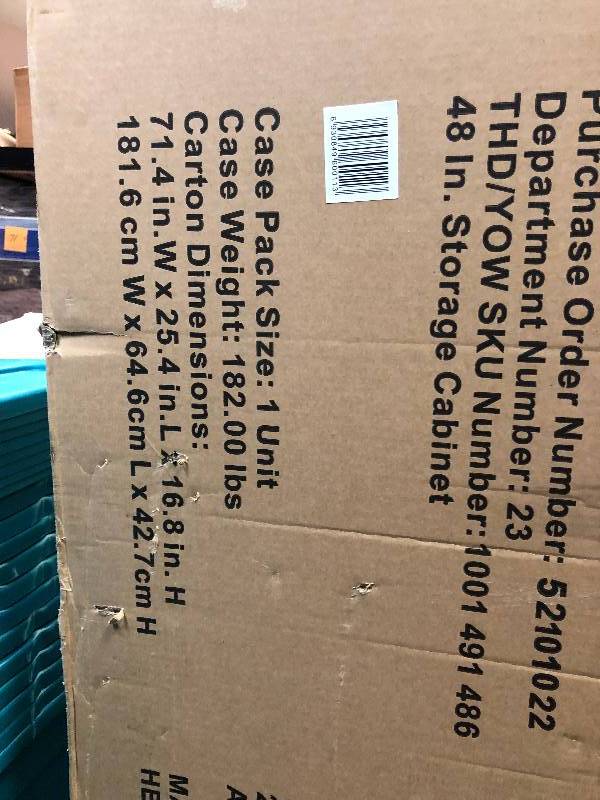 Purchase Order Number: 52101022
Department Number: 23
THD/YOW SKU Number: 1001 491 486
48 In. Storage Cabinet
Case Pack Size: 1 Unit
Case Weight: 182.00 lbs
Carton Dimensions:
71.4 in.W x 25.4 in.L x 16.8 in. H
181.6 cm W x 64.6cm L x 42.7cm H